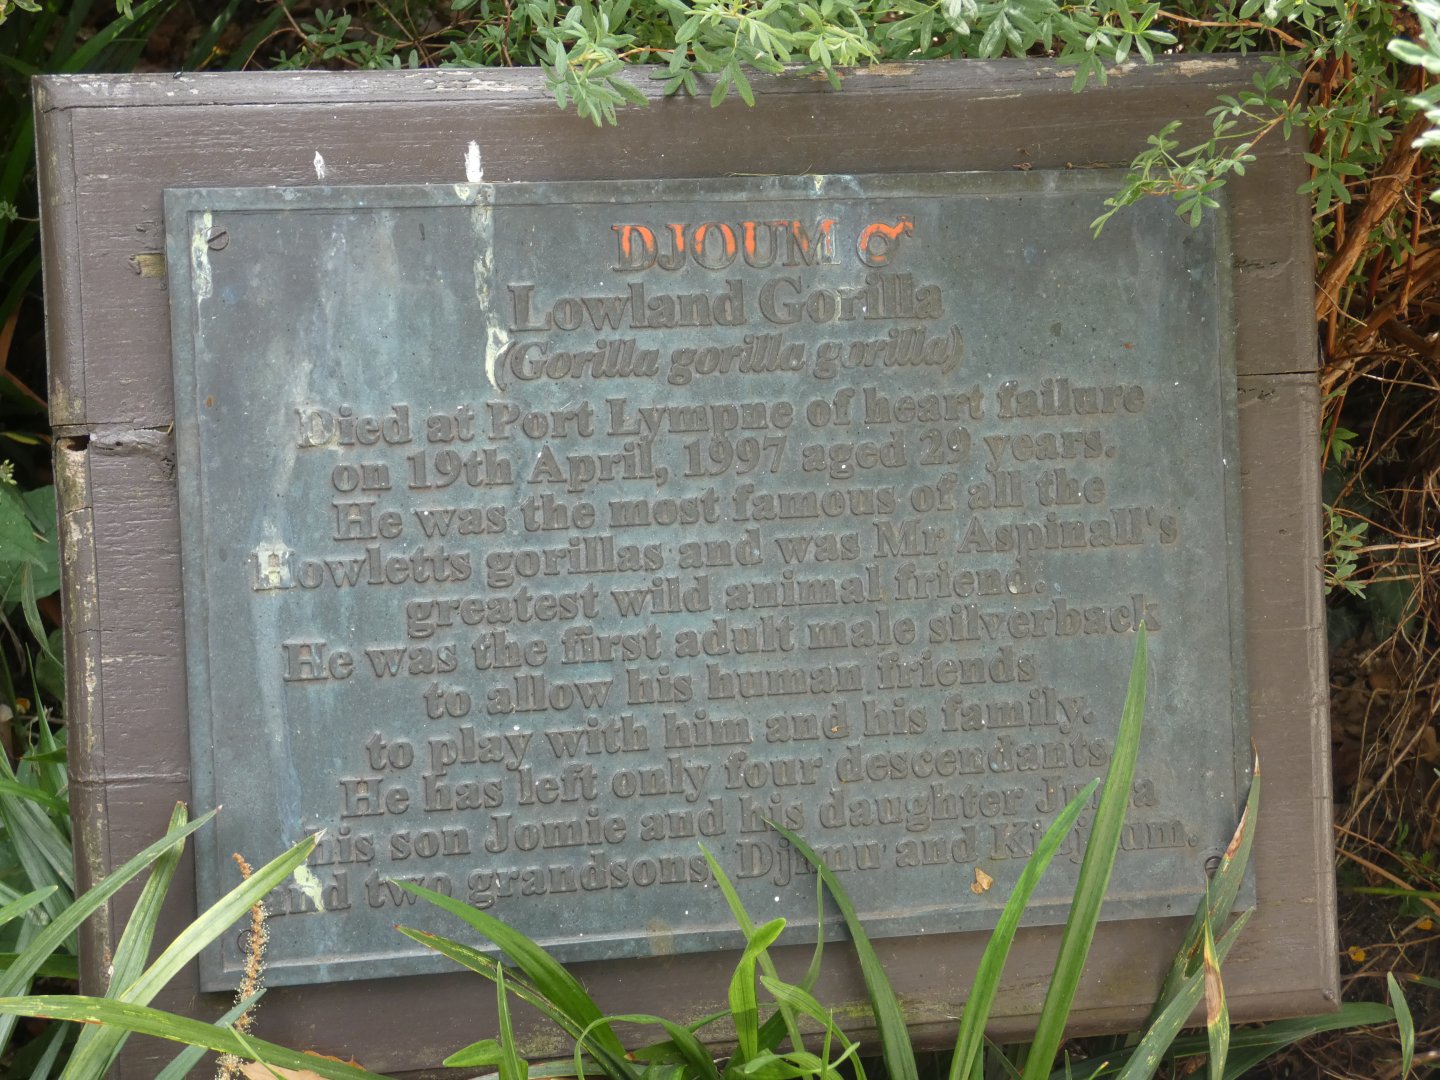 DJOUM ♂
Lowland Gorilla
(Gorilla gorilla gorilla)
Died at Port Lympne of heart failure
on 19th April, 1997 aged 29 years.
He was the most famous of all the
Howletts gorillas and was Mr Aspinall's
greatest wild animal friend.
He was the first adult male silverback
to allow his human friends
to play with him and his family.
He has left only four descendants
his son Jomie and his daughter
and two grandsons, Djimu and